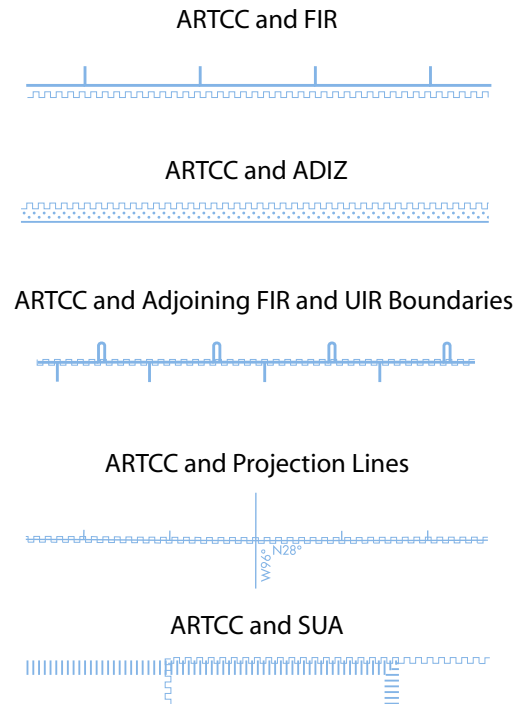 ARTCC and FIR
ARTCC and ADIZ
ARTCC and Adjoining FIR and UIR Boundaries
ARTCC and Projection Lines
N28°
W96°
ARTCC and SUA